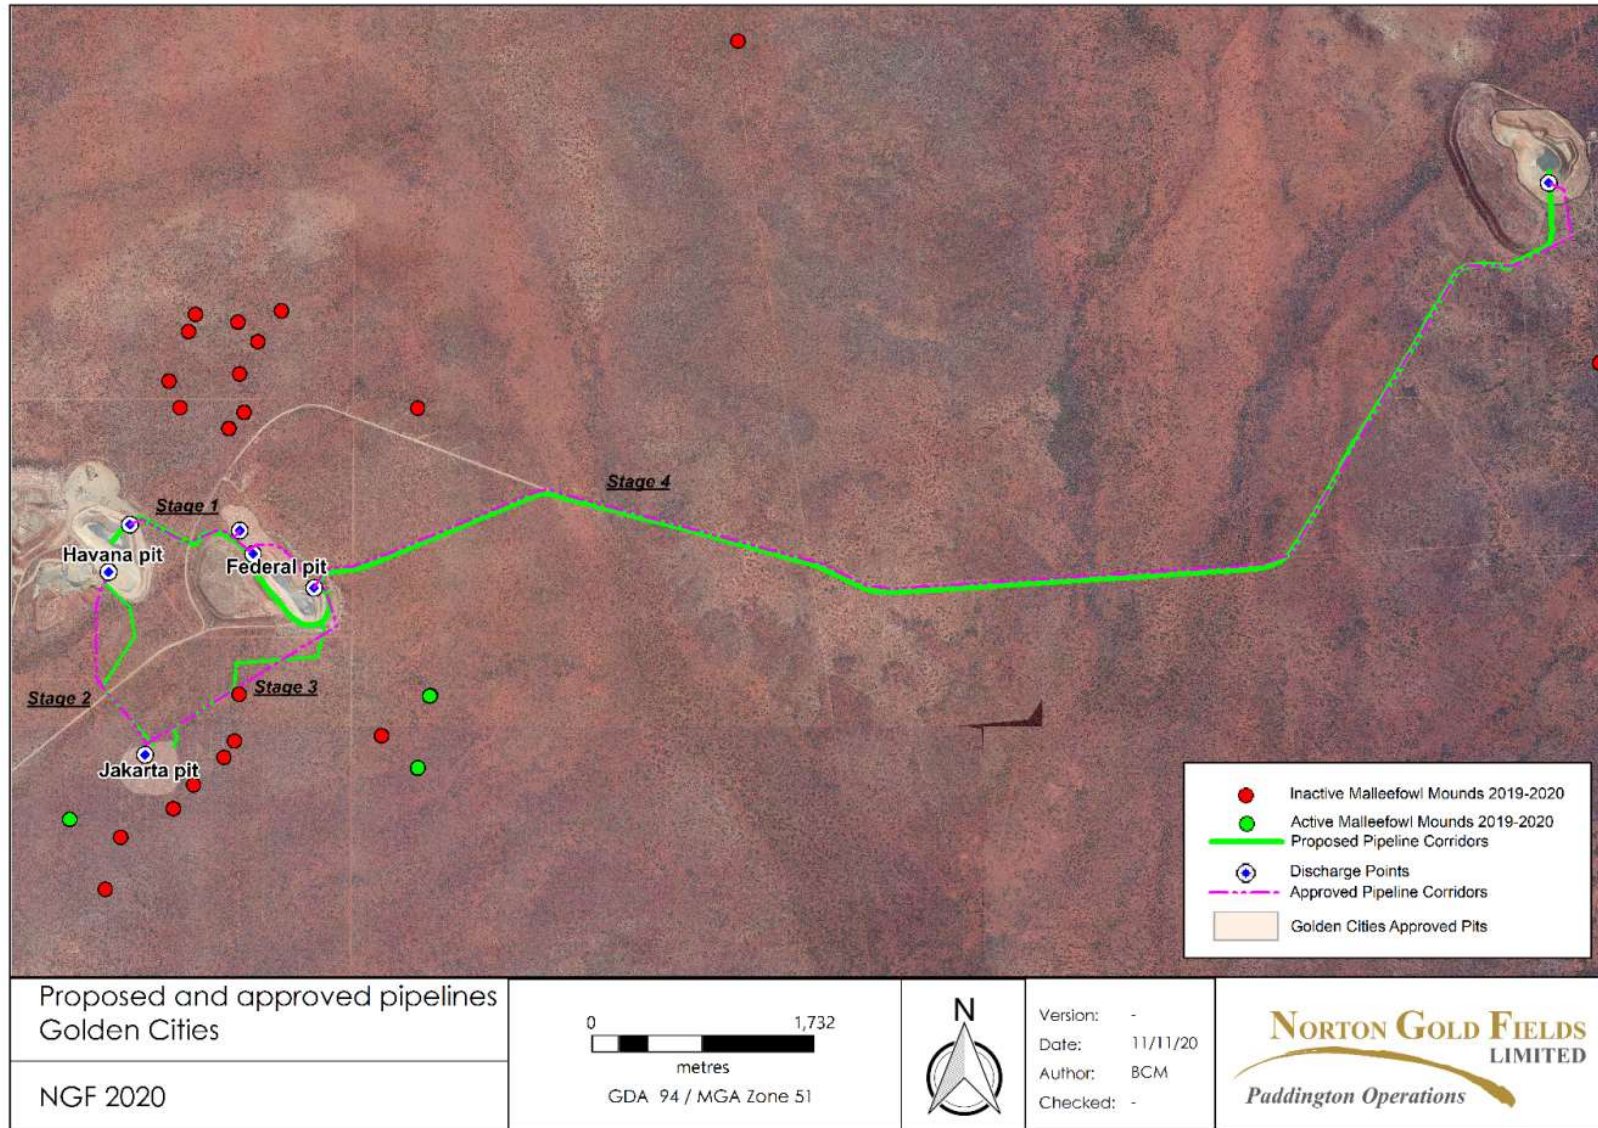 Stage 4
Stage 1
Havana pit
Federal pit
Stage 3
Stage 2
Jakarta pit
Inactive Malleefowl Mounds 2019-2020
Active Malleefowl Mounds 2019-2020
Proposed Pipeline Corridors
Discharge Points
Approved Pipeline Corridors
Golden Cities Approved Pits
Proposed and approved pipelines
Golden Cities
NGF 2020
0 1,732
metres
GDA 94 / MGA Zone 51
N
Version: -
Date: 11/11/20
Author: BCM
Checked: -
NORTON GOLD FIELDS
LIMITED
Paddington Operations